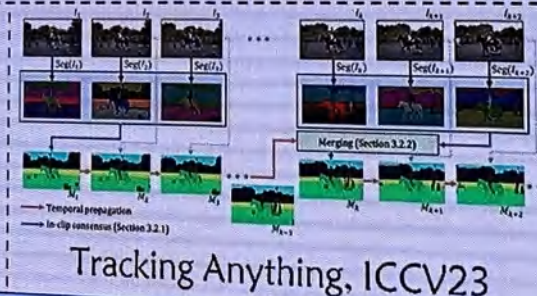 I₁ I₂ I₃ ... Iₖ Iₖ₊₁ Iₖ₊₂
Seg(I₁) Seg(I₂) Seg(I₃) Seg(Iₖ) Seg(Iₖ₊₁) Seg(Iₖ₊₂)
Merging (Section 3.2.2)
M₁ M₂ M₃ ... Mₖ₋₁ Mₖ Mₖ₊₁ Mₖ₊₂
Temporal propagation
In-clip consensus (Section 3.2.1)
Tracking Anything, ICCV23